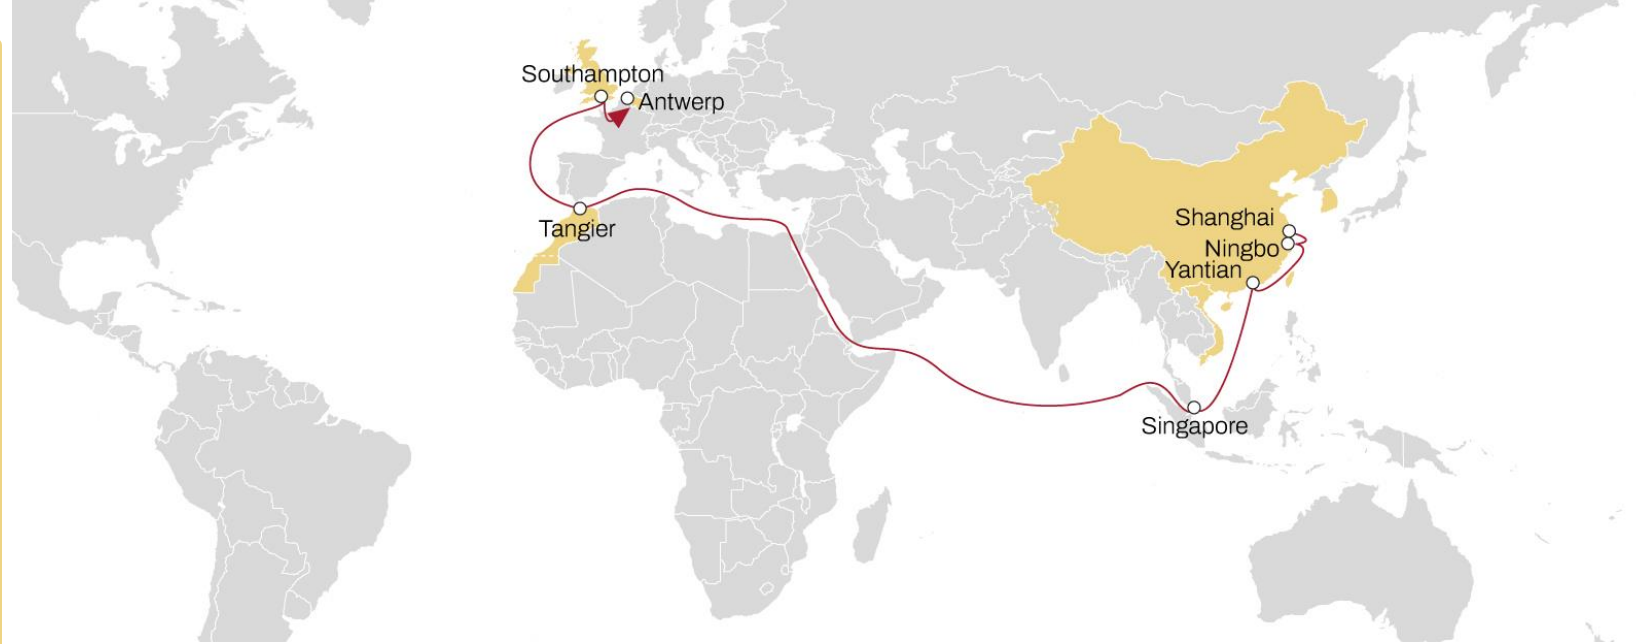 Southampton
Antwerp
Tangier
Shanghai
Ningbo
Yantian
Singapore